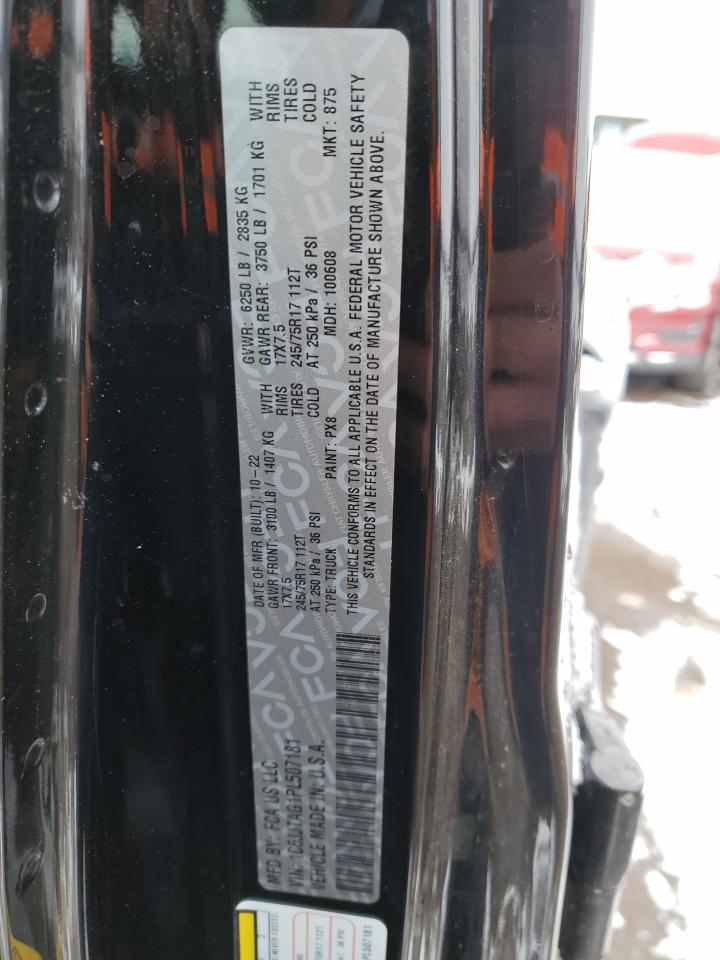 MFD BY: FCA US LLC
DATE OF MFR (BUILT): 10-22
GVWR: 6250 LB / 2835 KG
GAWR FRONT: 3100 LB / 1407 KG WITH
GAWR REAR: 3750 LB / 1701 KG WITH
17X7.5 RIMS
17X7.5 RIMS
245/75R17 112T TIRES
245/75R17 112T TIRES
AT 250 kPa / 36 PSI COLD
AT 250 kPa / 36 PSI COLD
VIN: 1C6JJTAG1PL507181
TYPE: TRUCK PAINT: PX8 MDH: 100608 MKT: 875
VEHICLE MADE IN: U.S.A.
THIS VEHICLE CONFORMS TO ALL APPLICABLE U.S.A. FEDERAL MOTOR VEHICLE SAFETY
STANDARDS IN EFFECT ON THE DATE OF MANUFACTURE SHOWN ABOVE.
PL507181